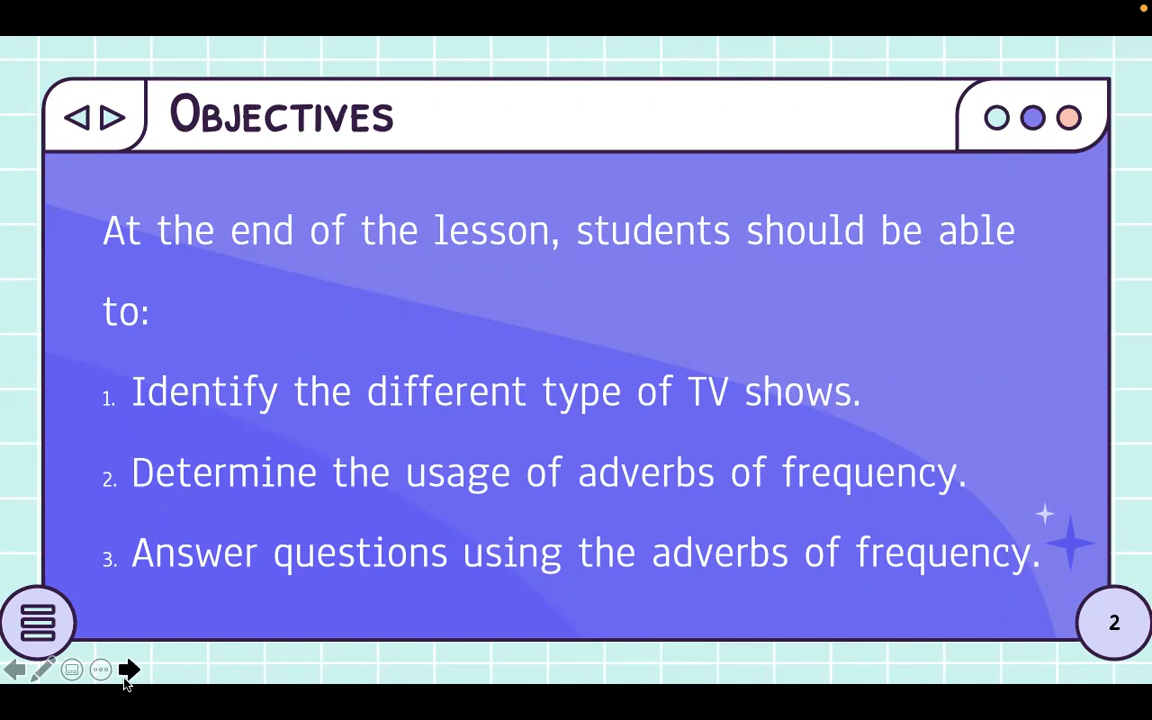 Objectives
At the end of the lesson, students should be able
to:
1. Identify the different type of TV shows.
2. Determine the usage of adverbs of frequency.
3. Answer questions using the adverbs of frequency.
2